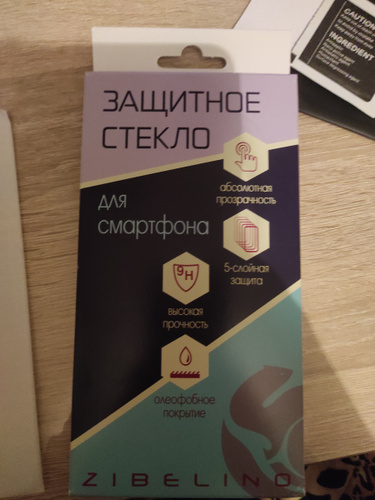 CAUTION
INGREDIENT
ЗАЩИТНОЕ
СТЕКЛО
для
смартфона
абсолютная
прозрачность
5-слойная
защита
9H
высокая
прочность
олеофобное
покрытие
ZIBELINO